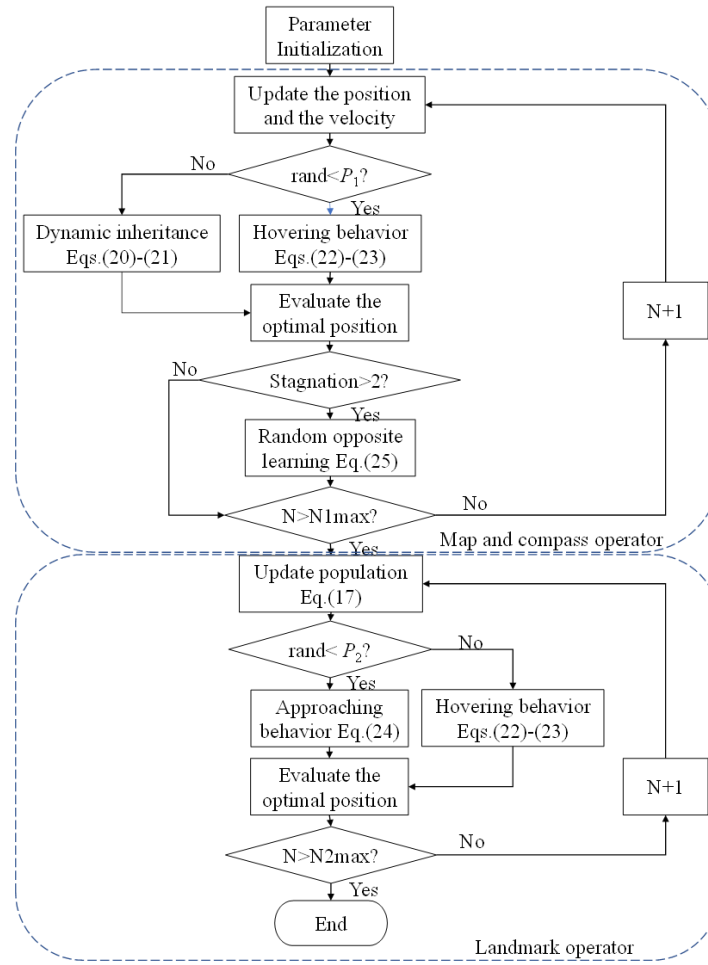 Parameter
Initialization
Update the position
and the velocity
No
rand<P1?
Yes
Dynamic inheritance
Eqs.(20)-(21)
Hovering behavior
Eqs.(22)-(23)
Evaluate the
optimal position
N+1
No
Stagnation>2?
Yes
Random opposite
learning Eq.(25)
N>N1max?
No
Yes
Map and compass operator
Update population
Eq.(17)
rand< P2?
No
Yes
Approaching
behavior Eq.(24)
Hovering behavior
Eqs.(22)-(23)
Evaluate the
optimal position
N+1
N>N2max?
No
Yes
End
Landmark operator